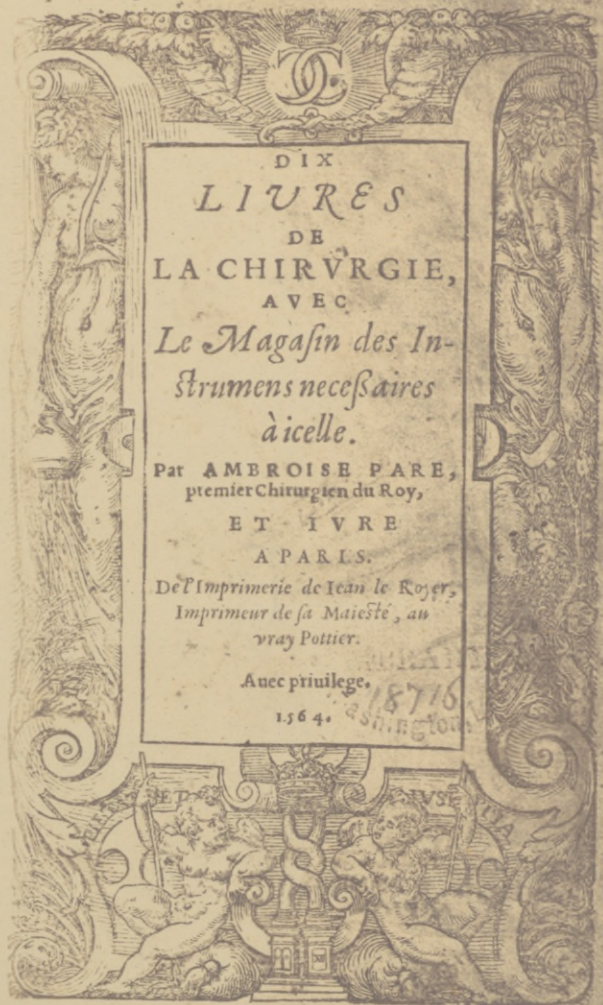 DIX
LIVRES
DE
LA CHIRVRGIE,
AVEC
Le Magaſin des In-
ſtrumens neceſſaires
à icelle.
Par AMBROISE PARE,
premier Chirurgien du Roy,
ET IVRE
A PARIS.
De l'Imprimerie de Iean le Royer,
Imprimeur de ſa Maieſté, au
vray Pottier.
Auec priuilege.
1564.
18716